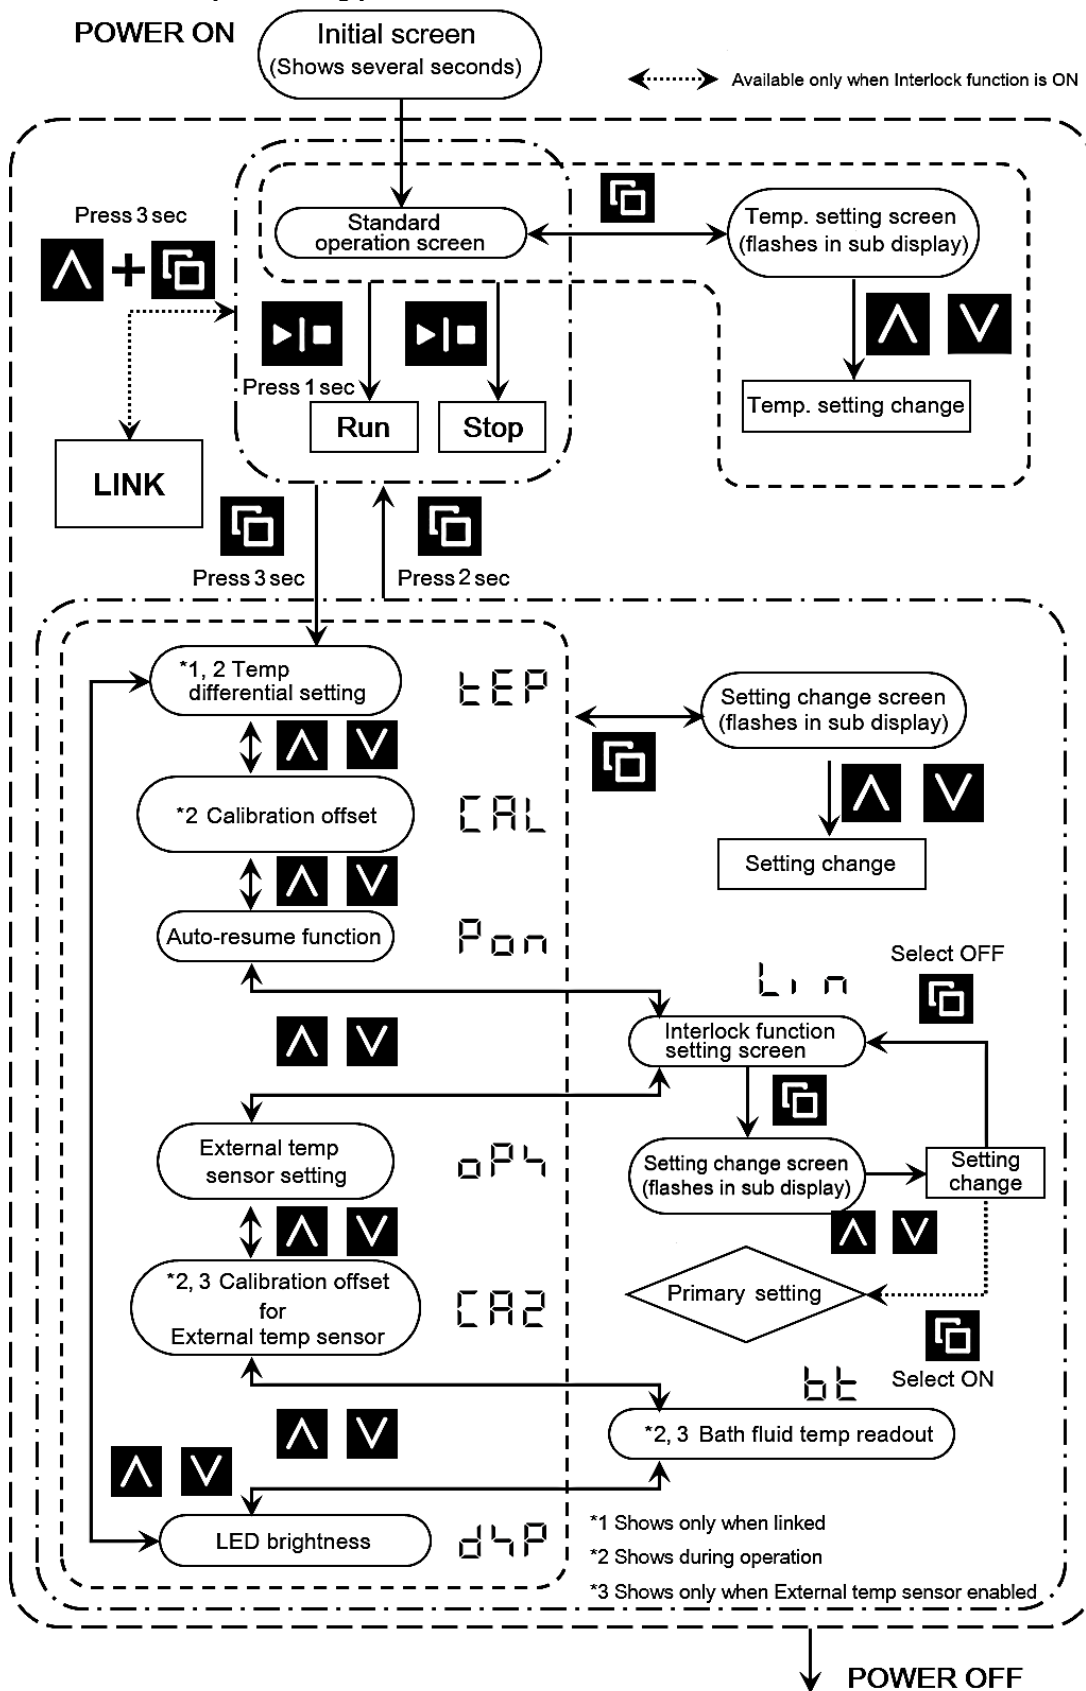 POWER ON
Initial screen
(Shows several seconds)
Available only when Interlock function is ON
Press 3 sec
+
Standard
operation screen
Temp. setting screen
(flashes in sub display)
Press 1 sec
Run
Stop
Temp. setting change
LINK
Press 3 sec
Press 2 sec
*1, 2 Temp
differential setting
tEP
Setting change screen
(flashes in sub display)
*2 Calibration offset
CAL
Setting change
Auto-resume function
Pon
Select OFF
Lin
Interlock function
setting screen
External temp
sensor setting
oPh
Setting change screen
(flashes in sub display)
Setting
change
*2, 3 Calibration offset
for
External temp sensor
CA2
Primary setting
Select ON
bt
*2, 3 Bath fluid temp readout
LED brightness
dSP
*1 Shows only when linked
*2 Shows during operation
*3 Shows only when External temp sensor enabled
POWER OFF